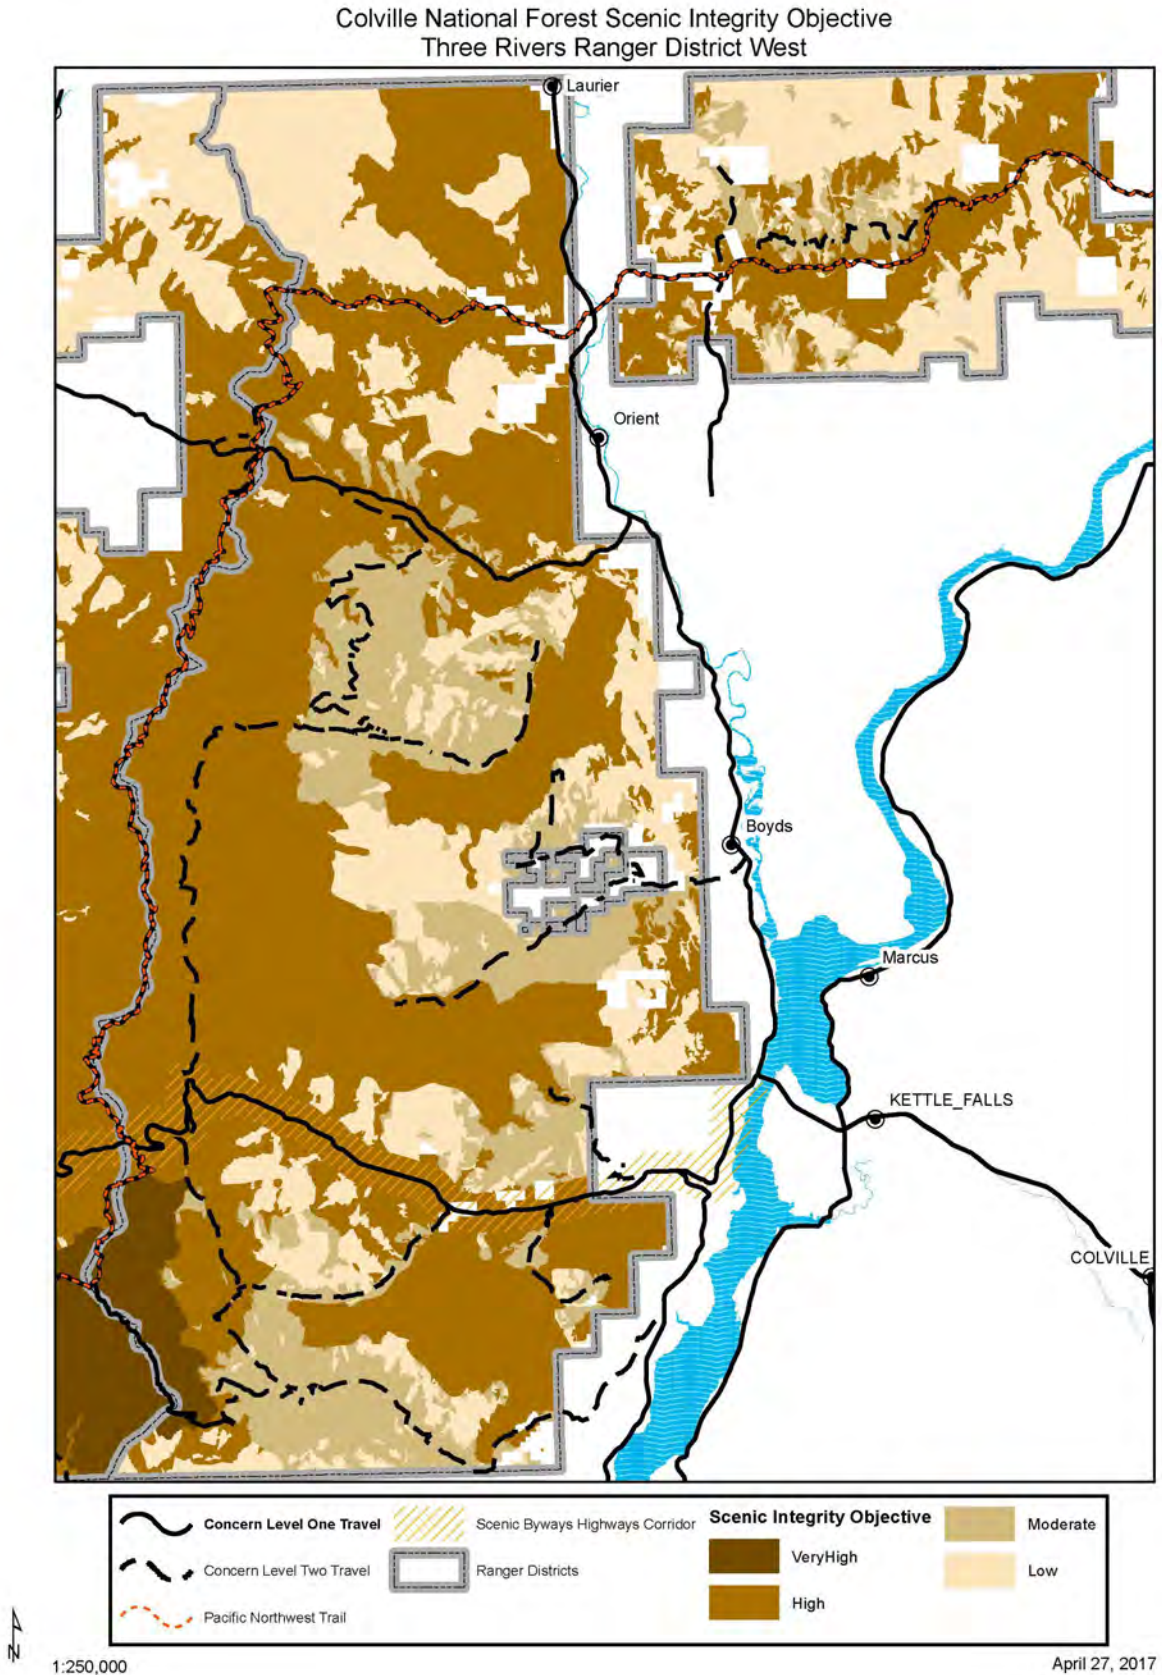 Colville National Forest Scenic Integrity Objective
Three Rivers Ranger District West
Laurier
Orient
Boyds
Marcus
KETTLE_FALLS
COLVILLE
Concern Level One Travel
Concern Level Two Travel
Pacific Northwest Trail
Scenic Byways Highways Corridor
Ranger Districts
Scenic Integrity Objective
VeryHigh
High
Moderate
Low
N
1:250,000
April 27, 2017